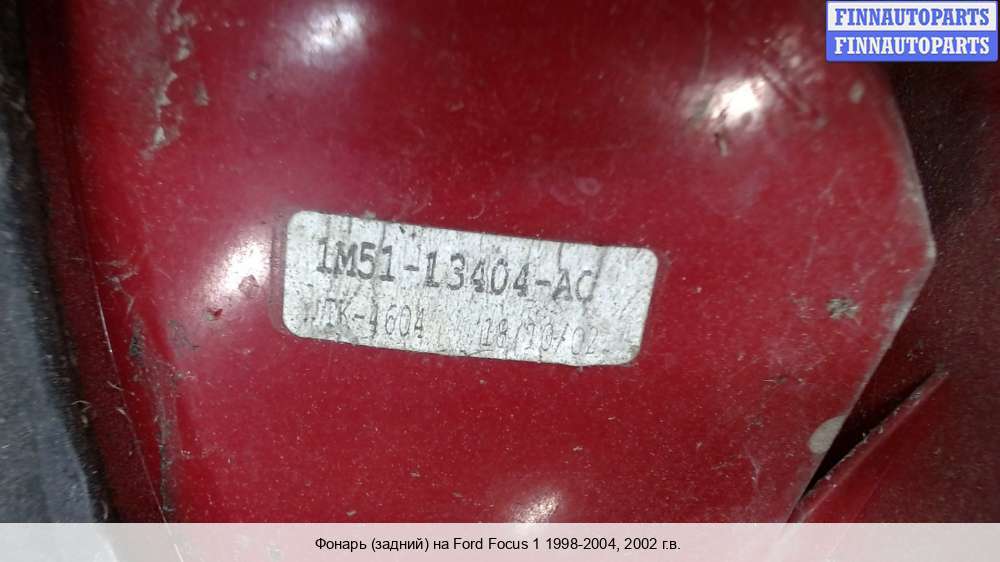 FINNAUTOPARTS
FINNAUTOPARTS
1M51-13404-AC
18/10/02
Фонарь (задний) на Ford Focus 1 1998-2004, 2002 г.в.